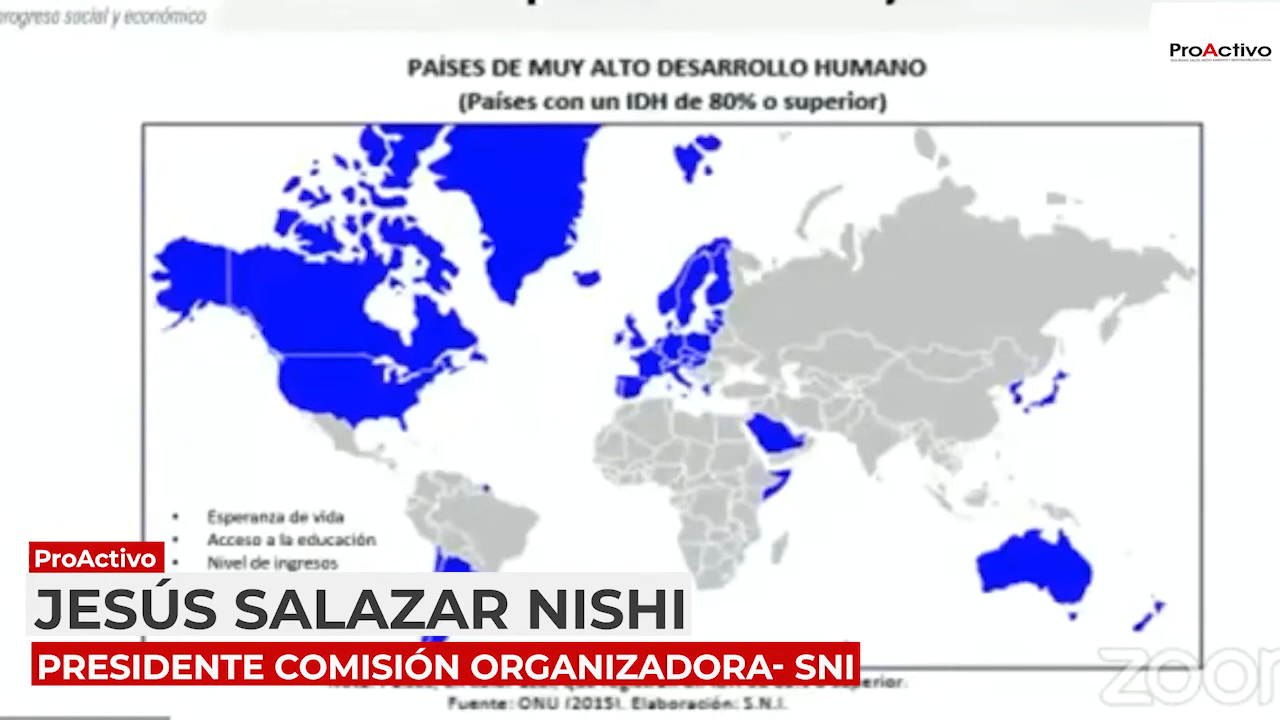 progreso social y económico
ProActivo
PAÍSES DE MUY ALTO DESARROLLO HUMANO
(Países con un IDH de 80% o superior)
• Esperanza de vida
• Acceso a la educación
• Nivel de ingresos
ProActivo
JESÚS SALAZAR NISHI
PRESIDENTE COMISIÓN ORGANIZADORA- SNI
o superior.
Fuente: ONU (2015). Elaboración: S.N.I.
zoom